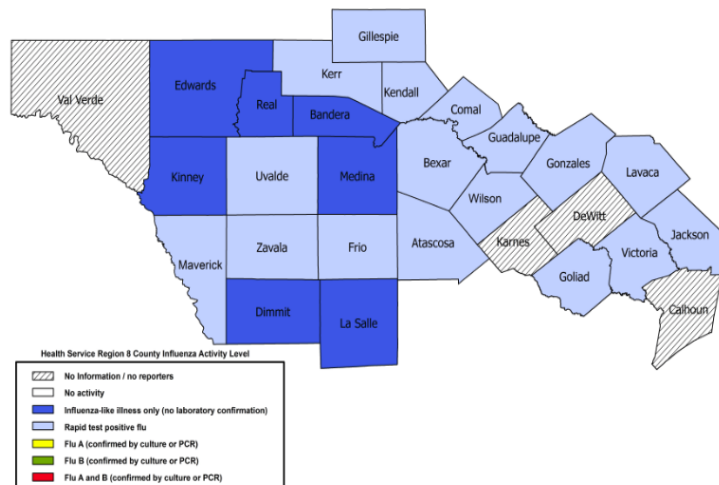 Gillespie
Kerr
Edwards
Kendall
Real
Val Verde
Bandera
Comal
Guadalupe
Bexar
Gonzales
Kinney
Uvalde
Medina
Lavaca
Wilson
DeWitt
Jackson
Karnes
Zavala
Frio
Atascosa
Victoria
Maverick
Goliad
Calhoun
Dimmit
La Salle
Health Service Region 8 County Influenza Activity Level
No Information / no reporters
No activity
Influenza-like illness only (no laboratory confirmation)
Rapid test positive flu
Flu A (confirmed by culture or PCR)
Flu B (confirmed by culture or PCR)
Flu A and B (confirmed by culture or PCR)